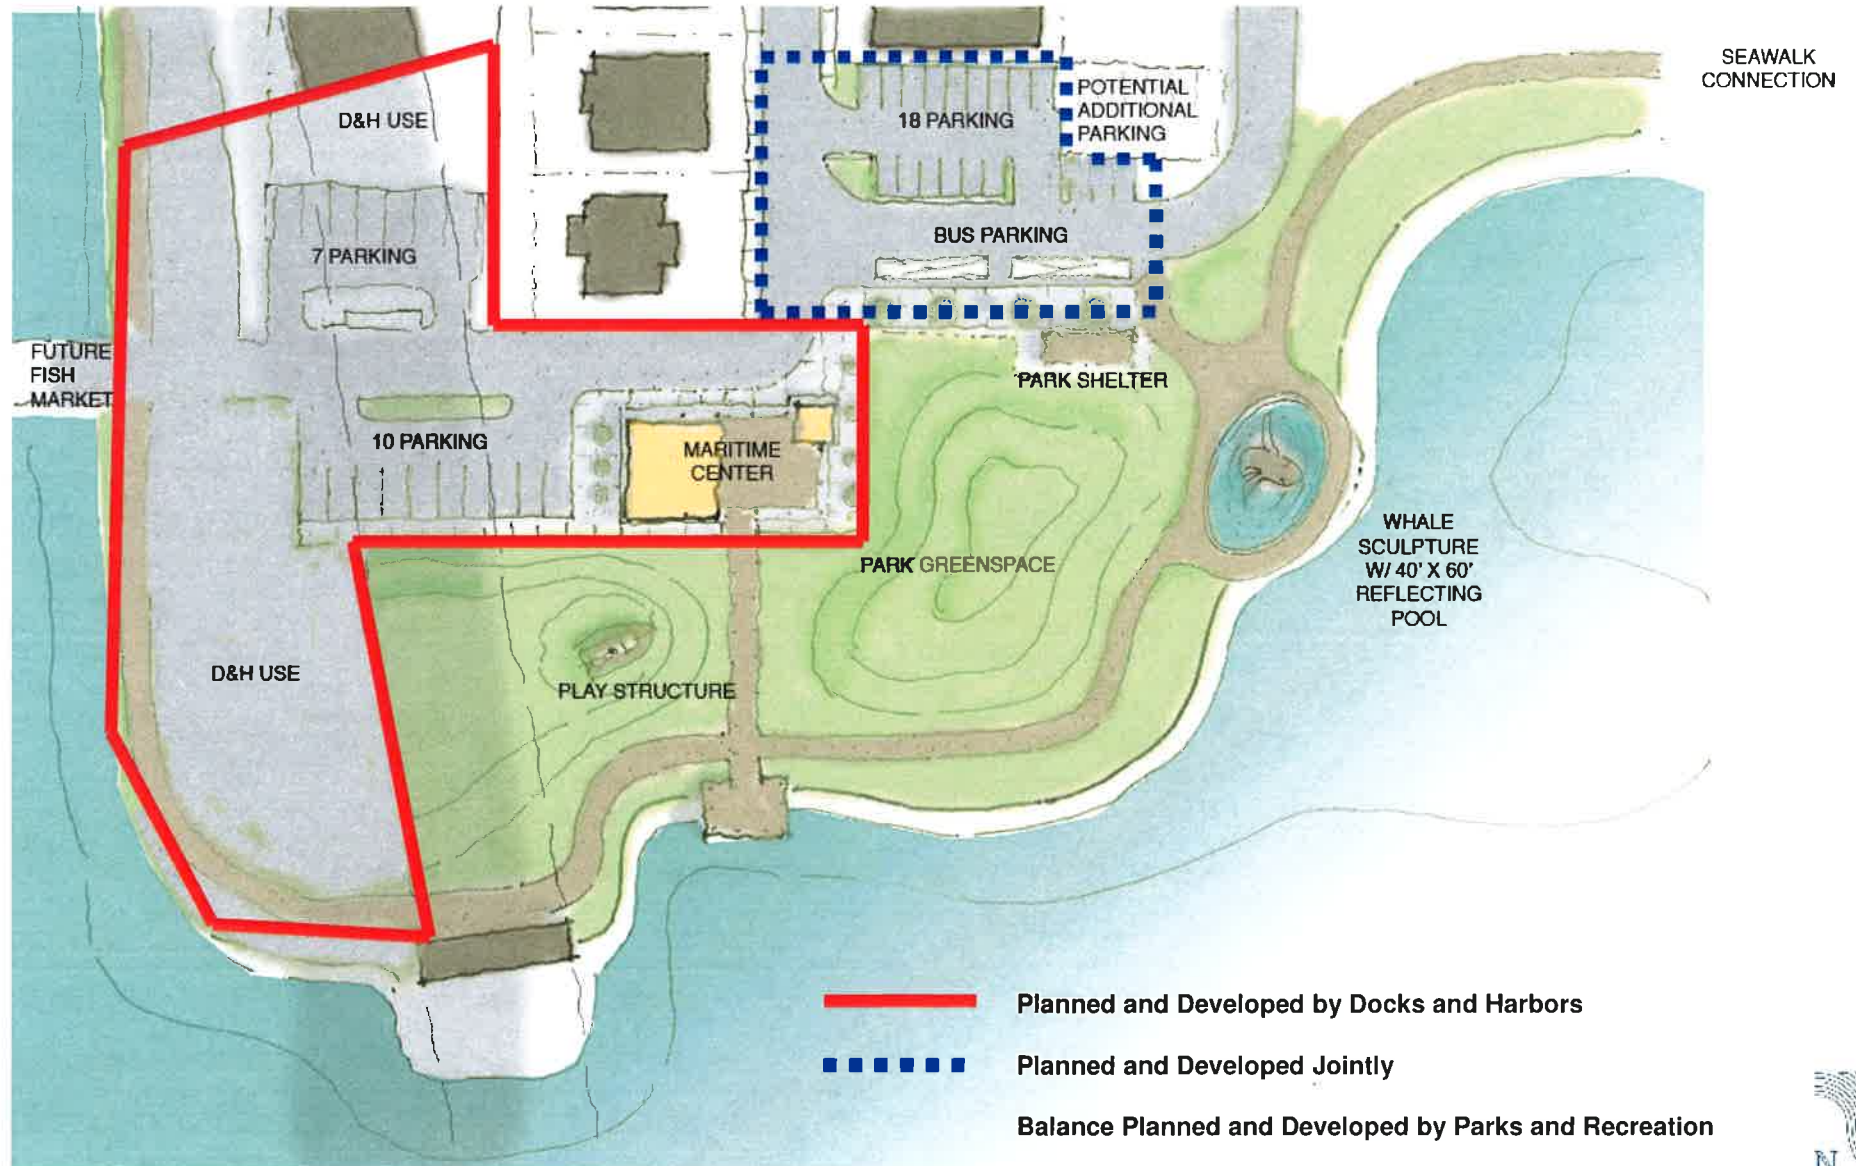 SEAWALK
CONNECTION
D&H USE
18 PARKING
POTENTIAL
ADDITIONAL
PARKING
7 PARKING
BUS PARKING
FUTURE
FISH
MARKET
PARK SHELTER
10 PARKING
MARITIME
CENTER
WHALE
SCULPTURE
W/ 40' X 60'
REFLECTING
POOL
PARK GREENSPACE
D&H USE
PLAY STRUCTURE
Planned and Developed by Docks and Harbors
Planned and Developed Jointly
Balance Planned and Developed by Parks and Recreation
N